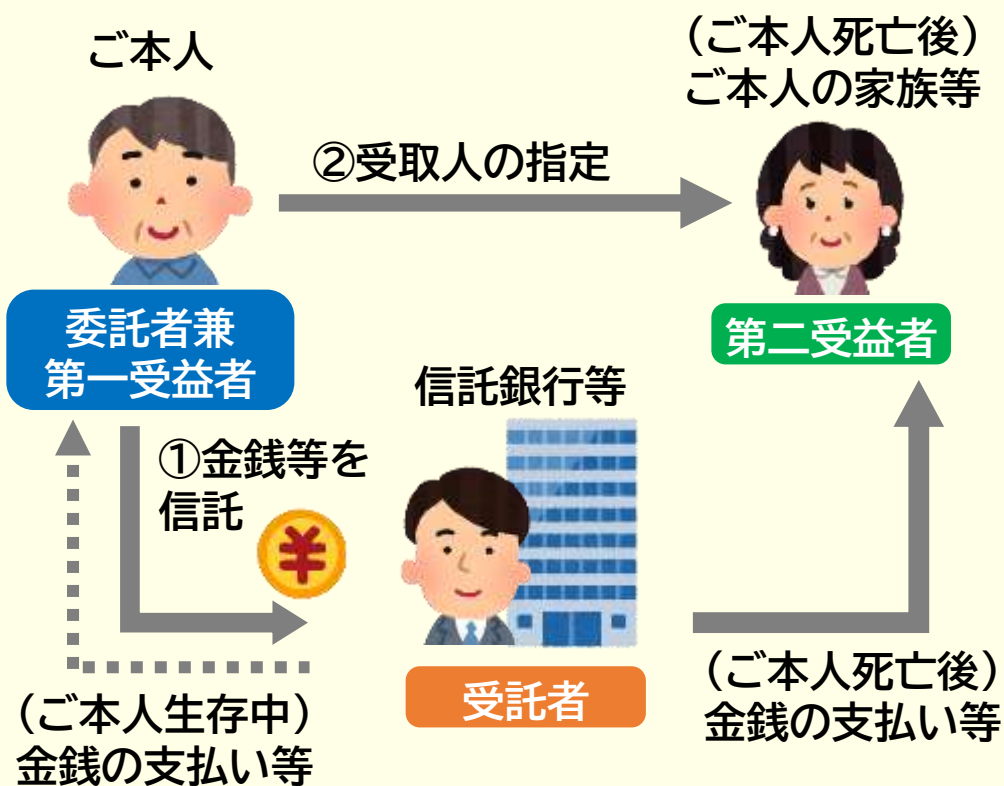 ご本人
(ご本人死亡後)
ご本人の家族等
②受取人の指定
委託者兼
第一受益者
第二受益者
信託銀行等
①金銭等を
信託
¥
受託者
(ご本人生存中)
金銭の支払い等
(ご本人死亡後)
金銭の支払い等